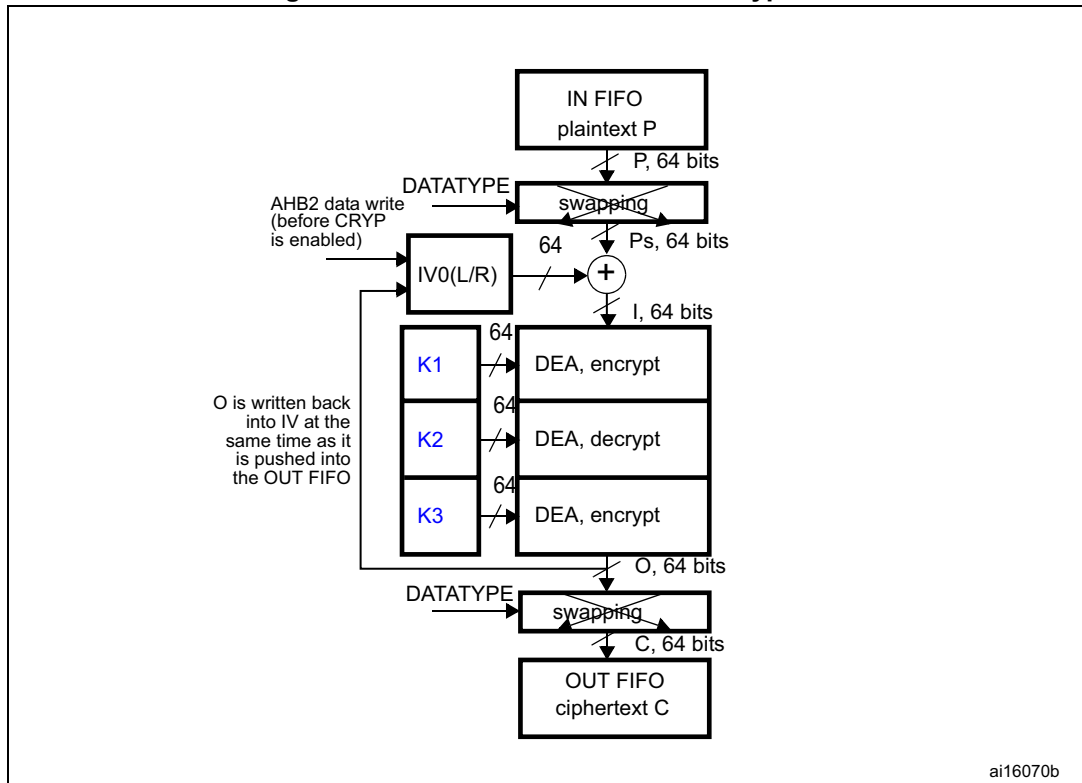 IN FIFO
plaintext P
P, 64 bits
DATATYPE
swapping
AHB2 data write
(before CRYP
is enabled)
Ps, 64 bits
64
IV0(L/R)
+
I, 64 bits
64
K1
DEA, encrypt
64
K2
DEA, decrypt
64
K3
DEA, encrypt
O is written back
into IV at the
same time as it
is pushed into
the OUT FIFO
O, 64 bits
DATATYPE
swapping
C, 64 bits
OUT FIFO
ciphertext C
ai16070b